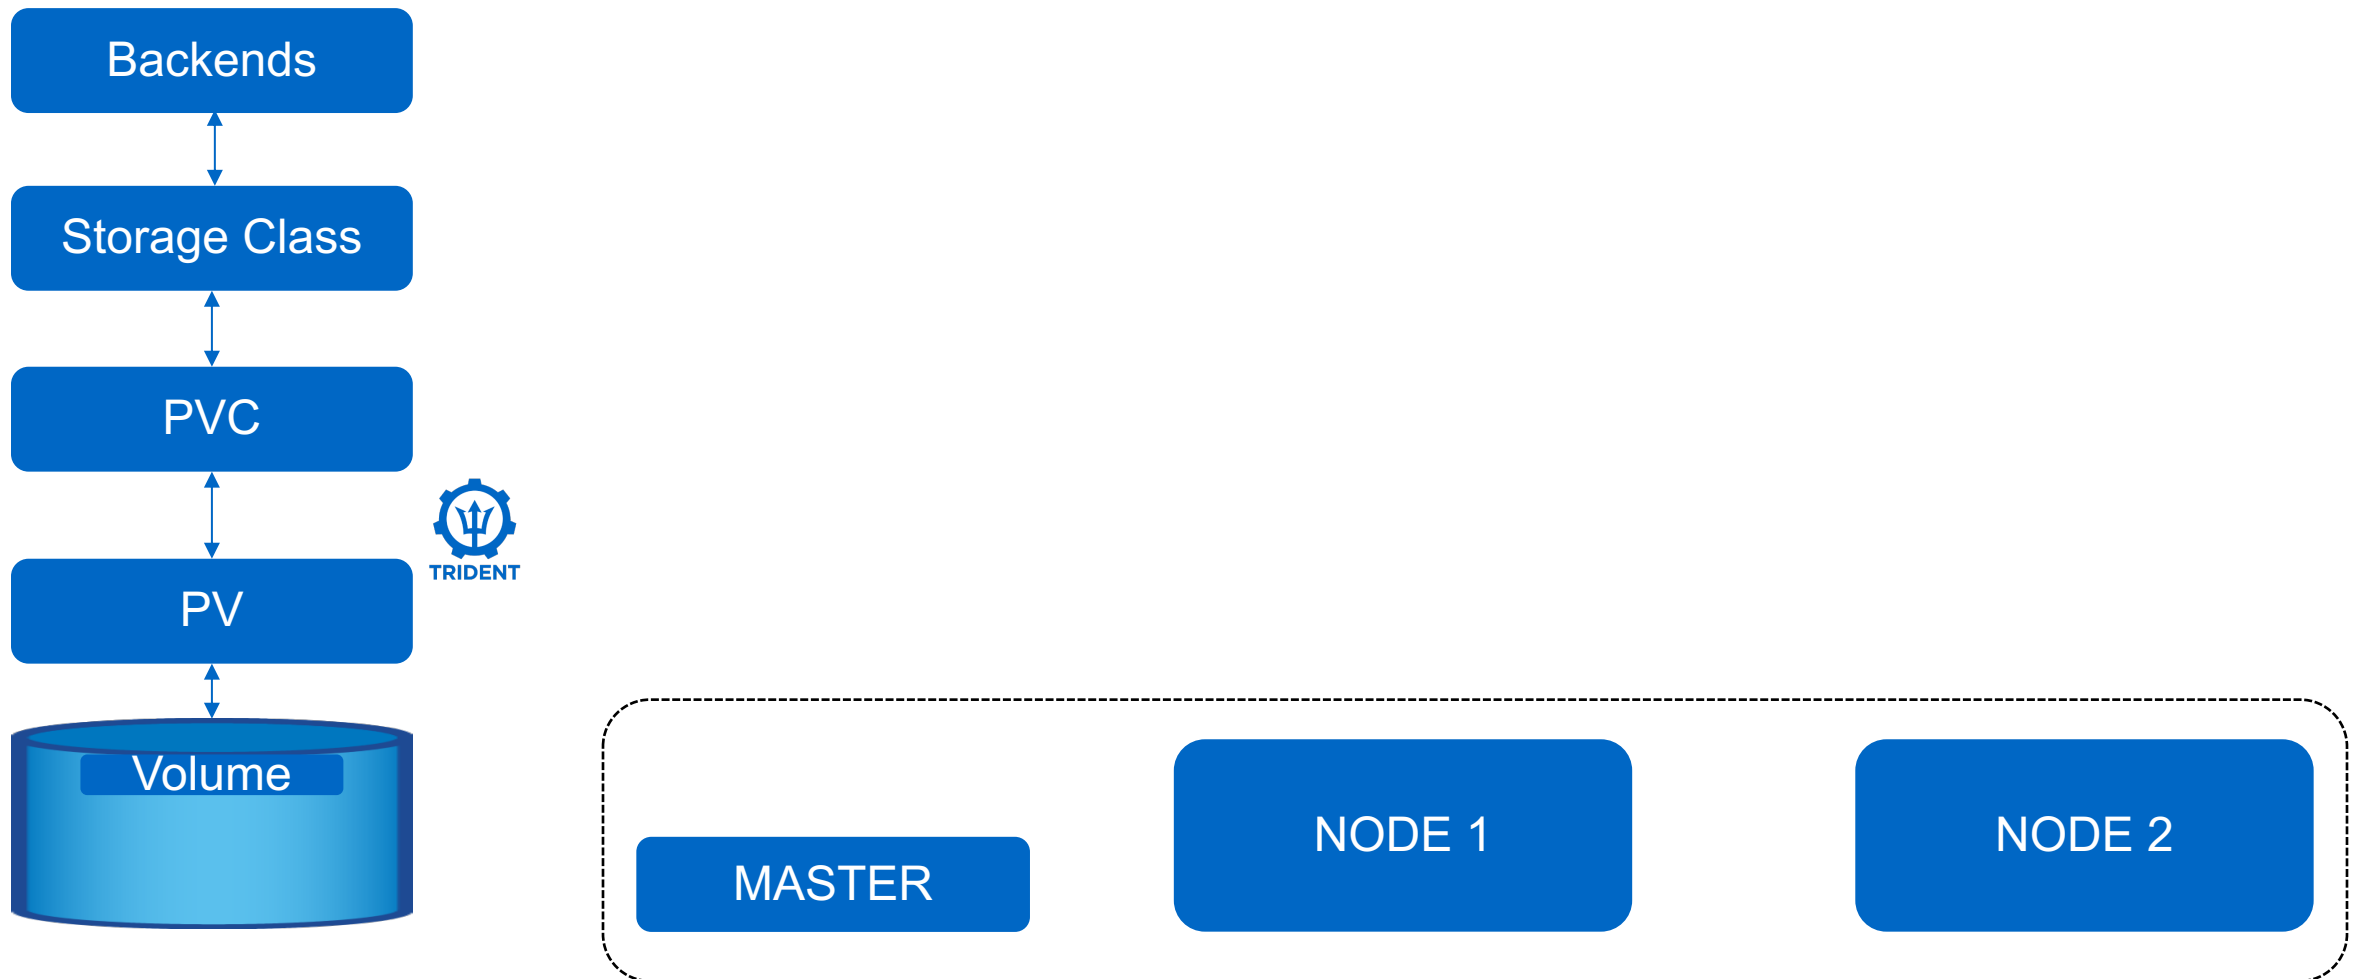 Backends
Storage Class
PVC
TRIDENT
PV
Volume
MASTER
NODE 1
NODE 2